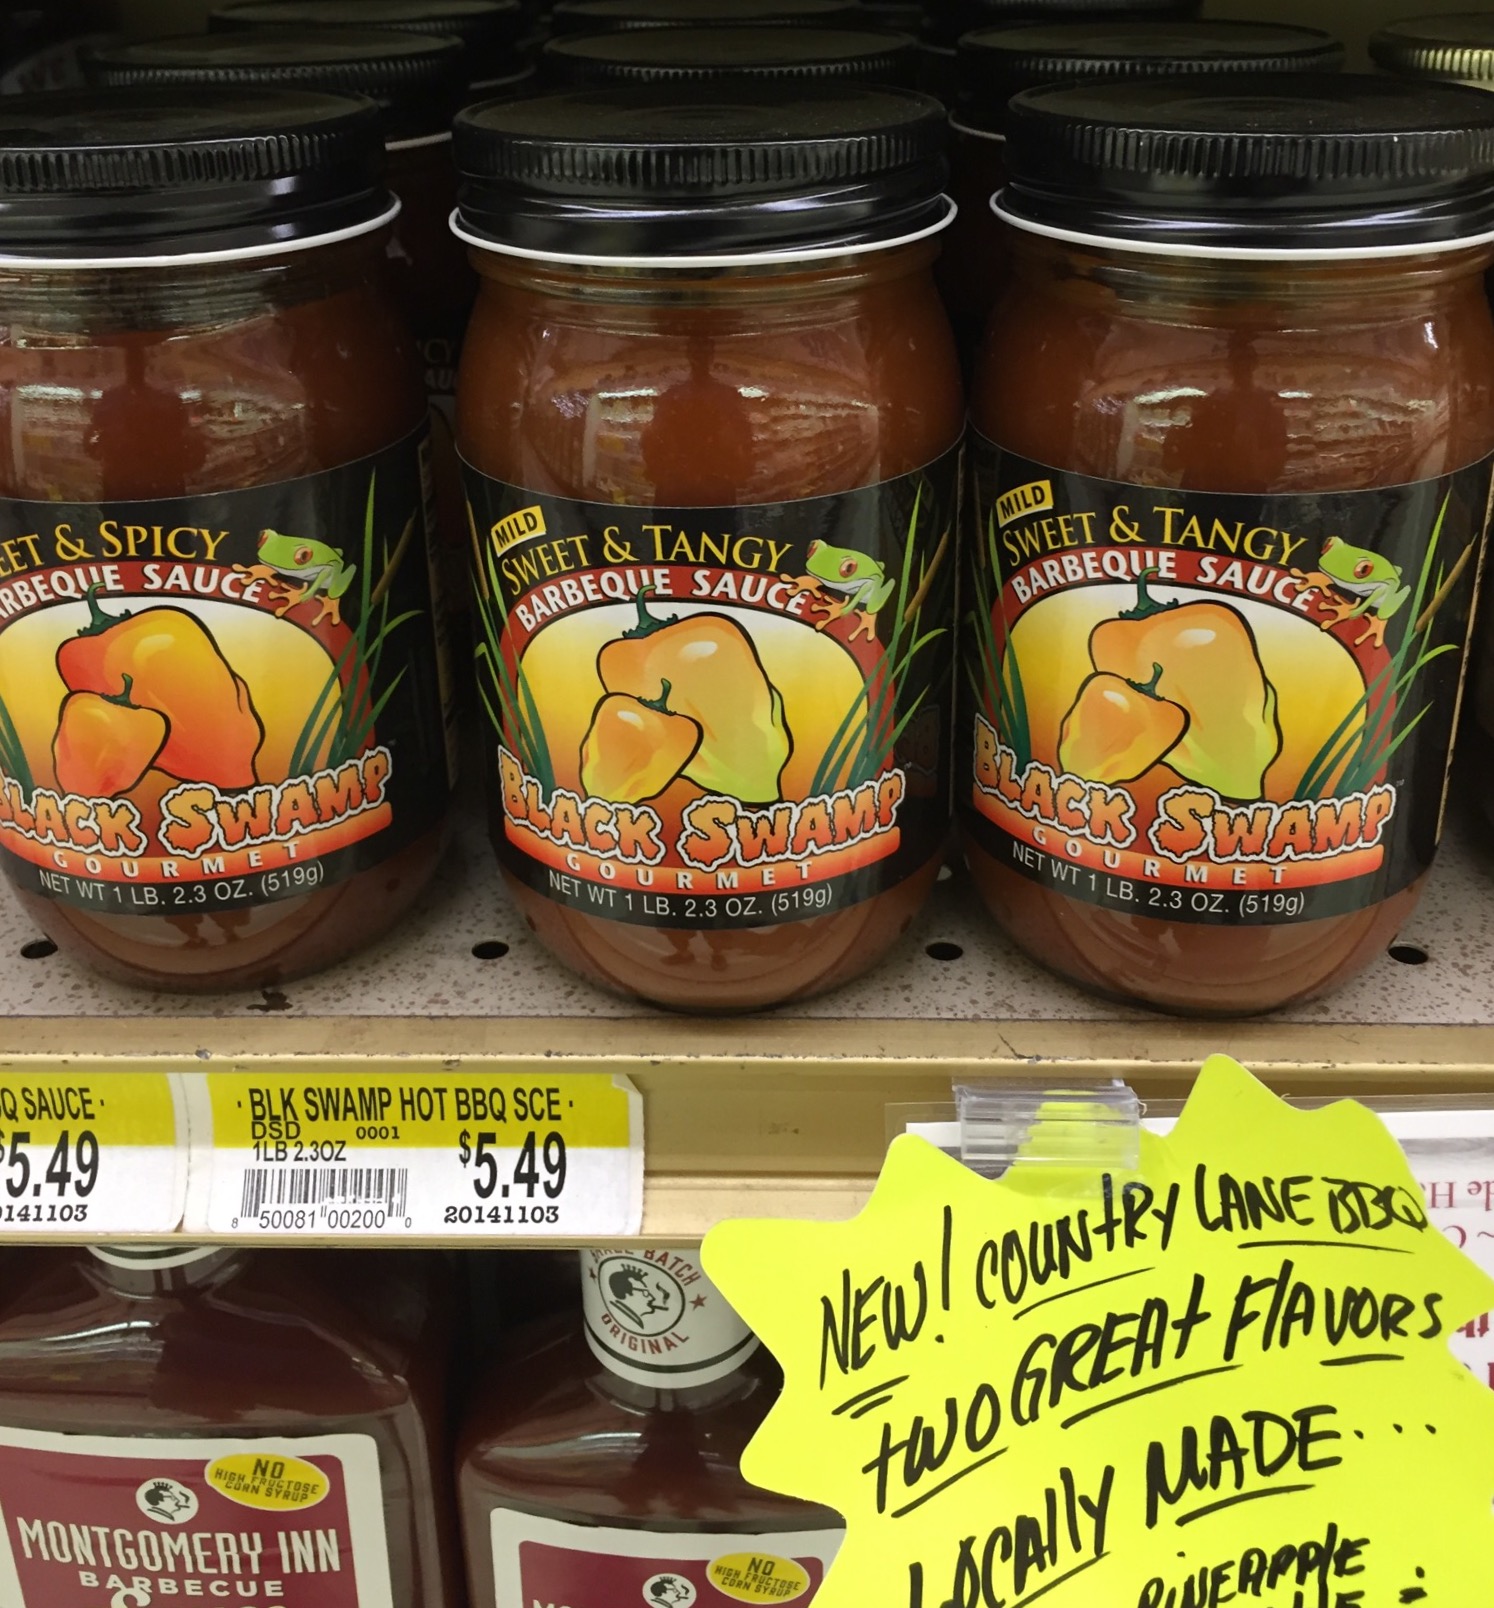 & SPICY
BARBEQUE SAUCE
BLACK SWAMP
GOURMET
NET WT 1 LB. 2.3 OZ. (519g)
MILD
SWEET & TANGY
BARBEQUE SAUCE
BLACK SWAMP
GOURMET
NET WT 1 LB. 2.3 OZ. (519g)
MILD
SWEET & TANGY
BARBEQUE SAUCE
BLACK SWAMP
GOURMET
NET WT 1 LB. 2.3 OZ. (519g)
Q SAUCE·
$5.49
0141103
· BLK SWAMP HOT BBQ SCE ·
DSD 0001
1LB 2.3OZ
$5.49
8 50081 00200 0
20141103
NEW! COUNTRY LANE BBQ
TWO GREAT FLAVORS
LOCALLY MADE...
PINEAPPLE
SMALL BATCH
ORIGINAL
NO
HIGH FRUCTOSE
CORN SYRUP
MONTGOMERY INN
BARBECUE
NO
HIGH FRUCTOSE
CORN SYRUP